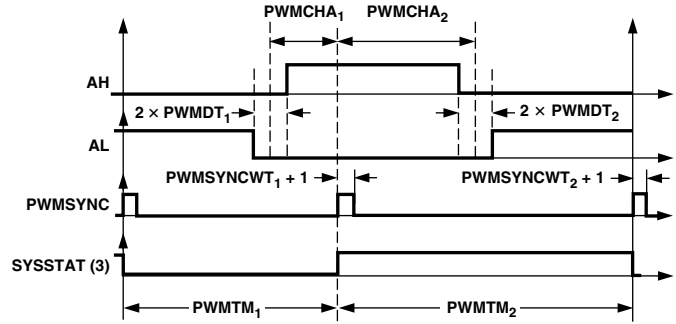 PWMCHA₁ PWMCHA₂
AH
2 × PWMDT₁ 2 × PWMDT₂
AL
PWMSYNCWT₁ + 1 PWMSYNCWT₂ + 1
PWMSYNC
SYSSTAT (3)
PWMTM₁ PWMTM₂